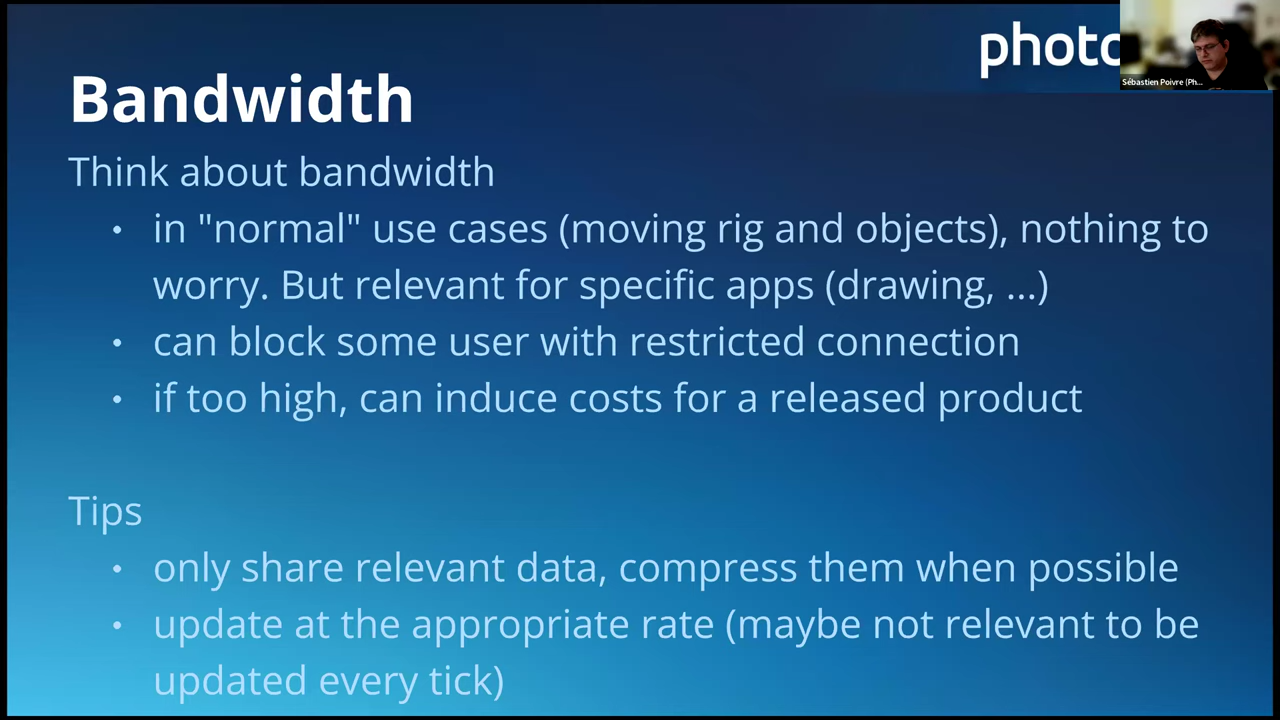 photo
Sébastien Poivre (Ph...
Bandwidth
Think about bandwidth
• in "normal" use cases (moving rig and objects), nothing to
worry. But relevant for specific apps (drawing, ...)
• can block some user with restricted connection
• if too high, can induce costs for a released product
Tips
• only share relevant data, compress them when possible
• update at the appropriate rate (maybe not relevant to be
updated every tick)